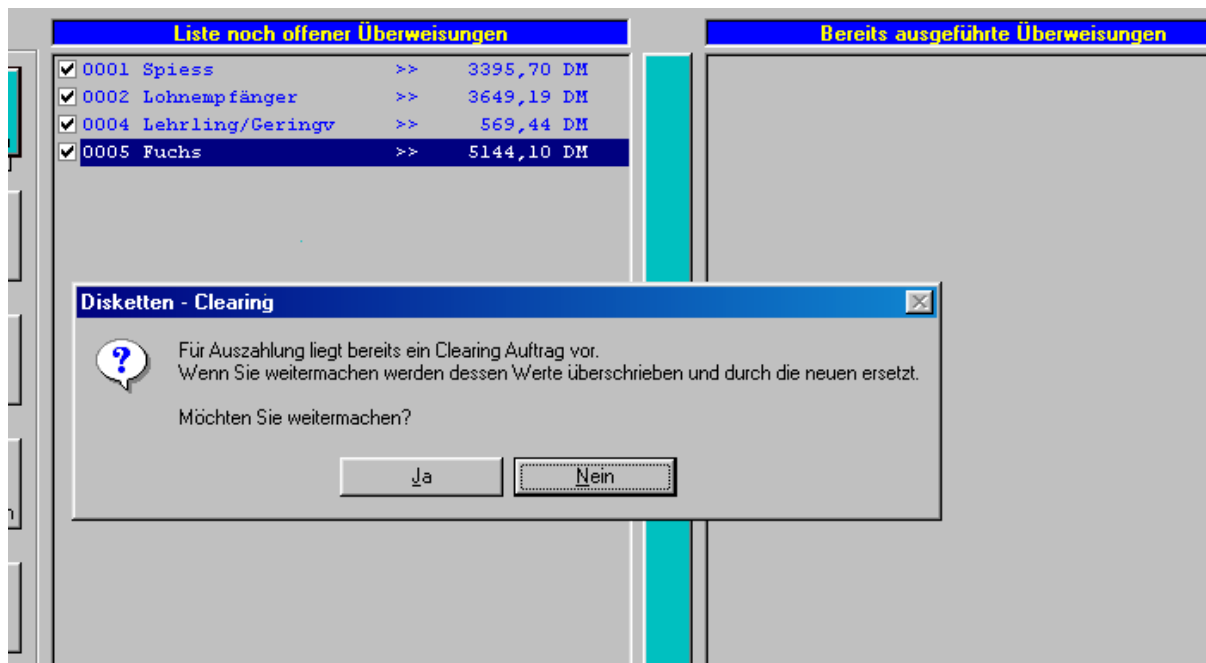 Liste noch offener Überweisungen
Bereits ausgeführte Überweisungen
0001 Spiess >> 3395,70 DM
0002 Lohnempfänger >> 3649,19 DM
0004 Lehrling/Geringv >> 569,44 DM
0005 Fuchs >> 5144,10 DM
Disketten - Clearing
Für Auszahlung liegt bereits ein Clearing Auftrag vor.
Wenn Sie weitermachen werden dessen Werte überschrieben und durch die neuen ersetzt.
Möchten Sie weitermachen?
Ja
Nein